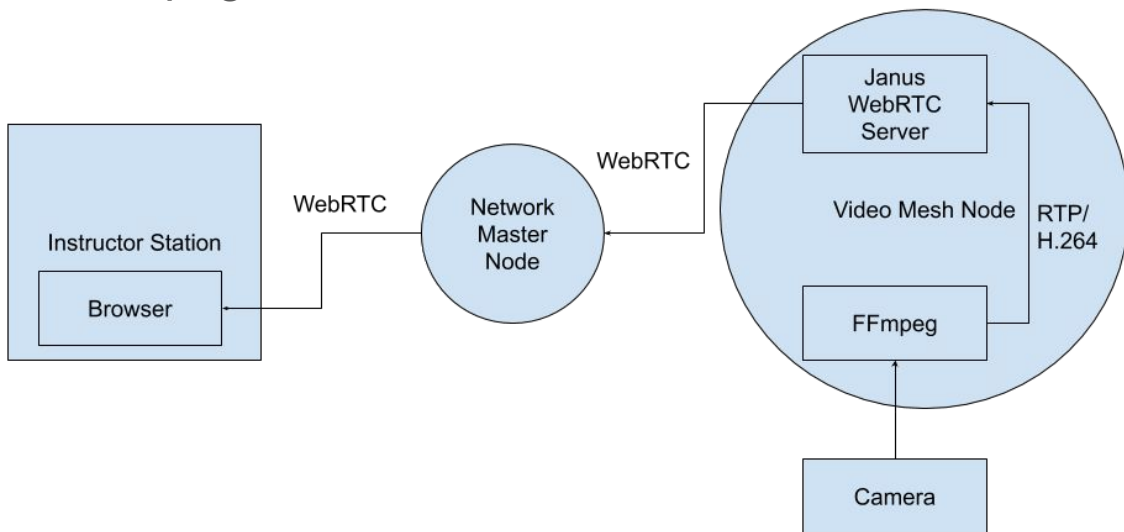 Janus
WebRTC
Server
WebRTC
WebRTC
Network
Master
Node
Video Mesh Node
RTP/
H.264
Instructor Station
Browser
FFmpeg
Camera